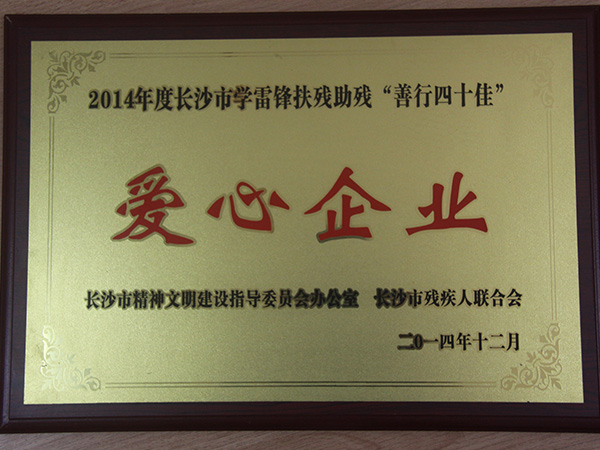 2014年度长沙市学雷锋扶残助残“善行四十佳”
爱心企业
长沙市精神文明建设指导委员会办公室 长沙市残疾人联合会
二0一四年十二月